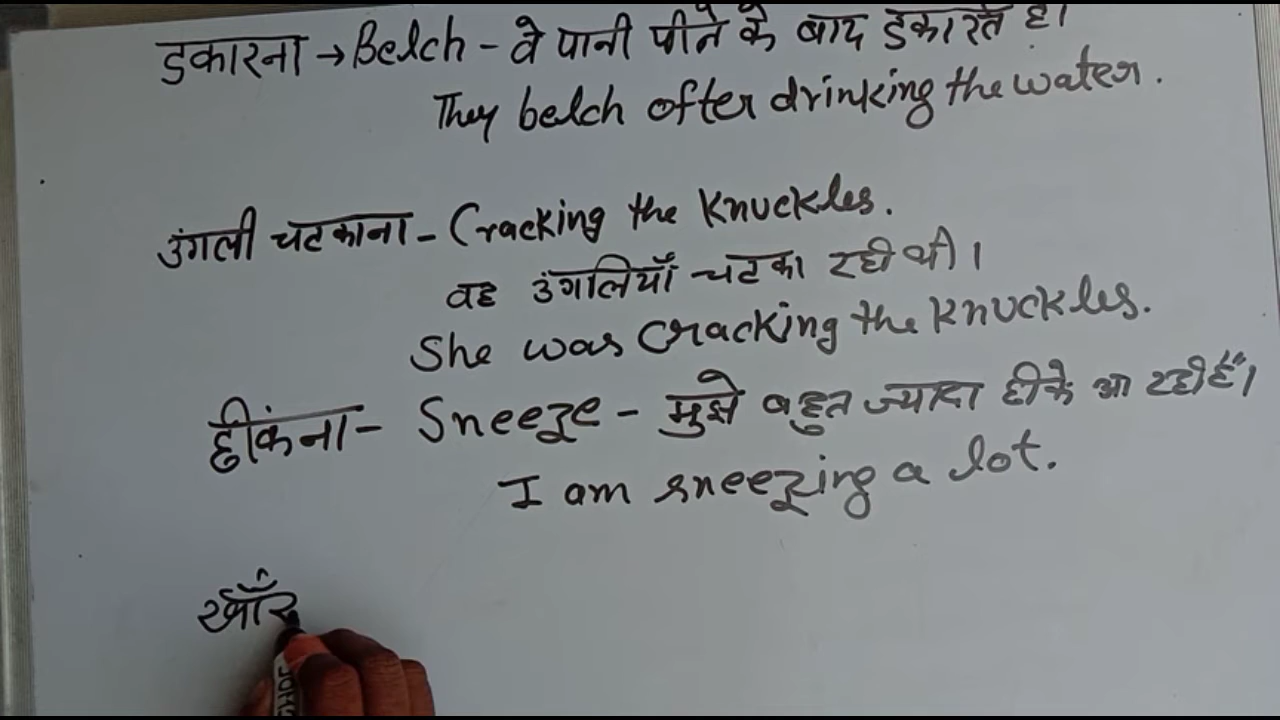 डकारना → Belch - वे पानी पीने के बाद डकारते हैं।
They belch after drinking the water.
उंगली चटकाना - Cracking the Knuckles.
वह उंगलियाँ चटका रही थी।
She was cracking the knuckles.
छींकना - Sneeze - मुझे बहुत ज्यादा छीके आ रही हैं।
I am sneezing a lot.
खाँस